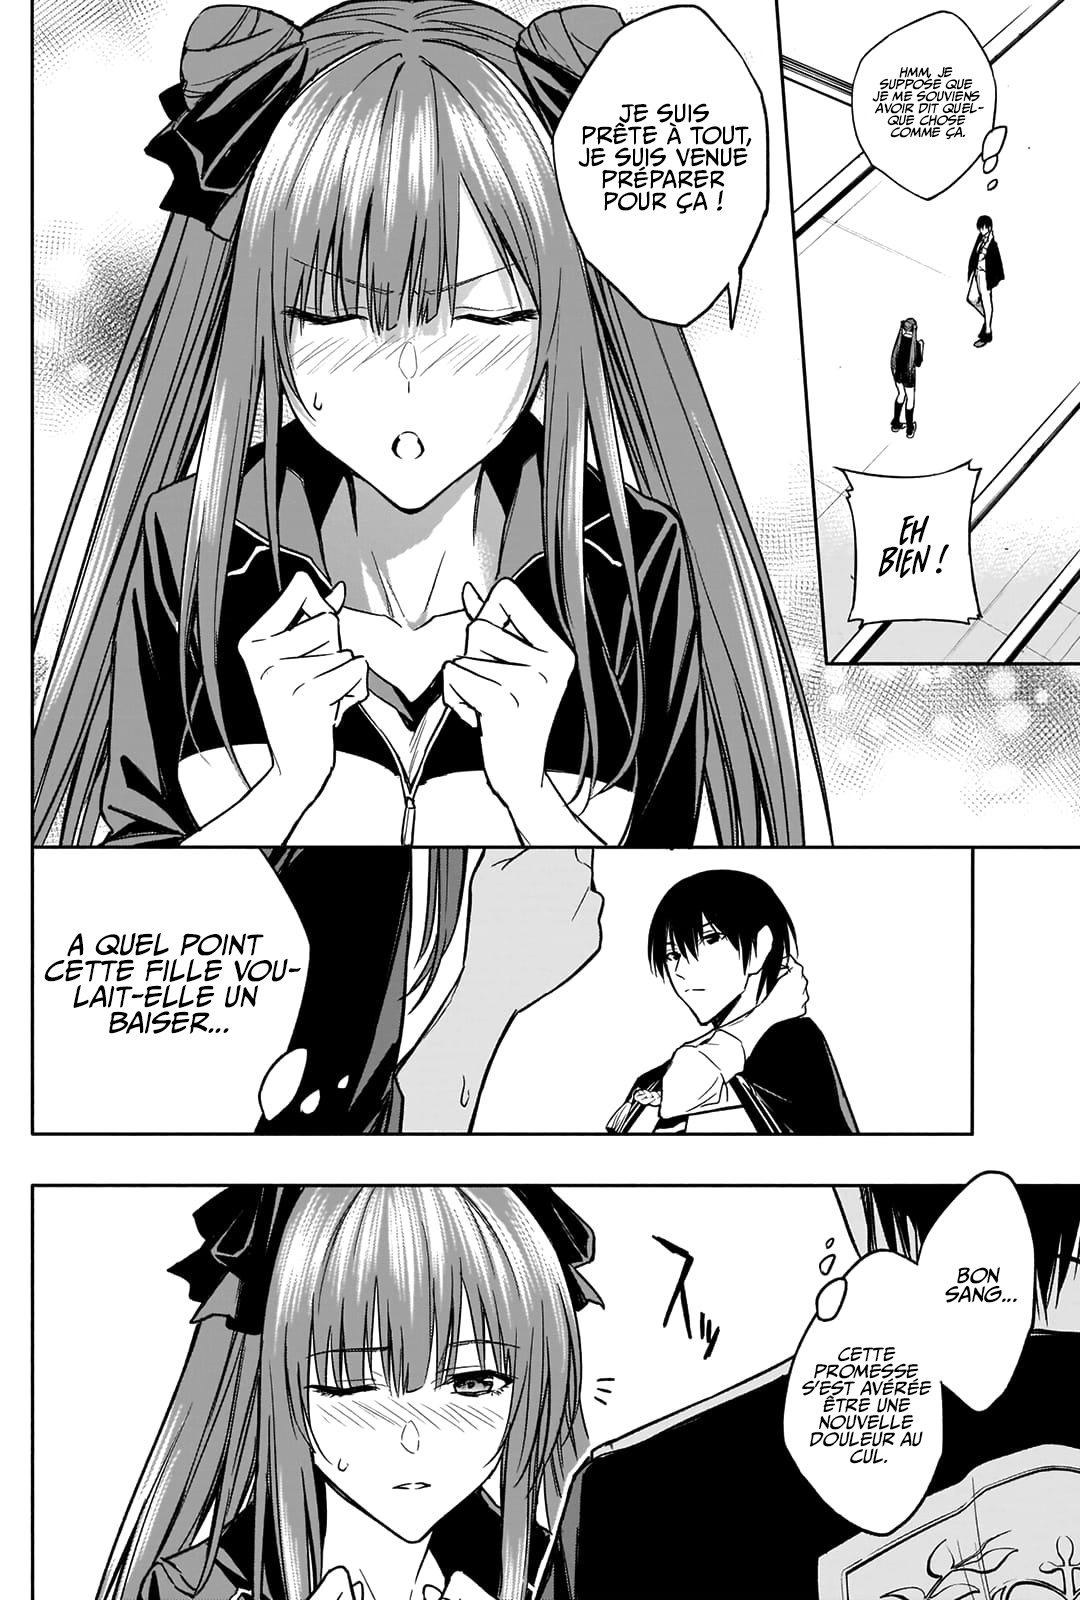 HMM, JE
SUPPOSE QUE
JE ME SOUVIENS
AVOIR DIT QUEL-
QUE CHOSE
COMME ÇA.
EH
BIEN !
JE SUIS
PRÊTE À TOUT,
JE SUIS VENUE
PRÉPARER
POUR ÇA !
A QUEL POINT
CETTE FILLE VOU-
LAIT-ELLE UN
BAISER...
BON
SANG...
CETTE
PROMESSE
S'EST AVÉRÉE
ÊTRE UNE
NOUVELLE
DOULEUR AU
CUL.
スッ